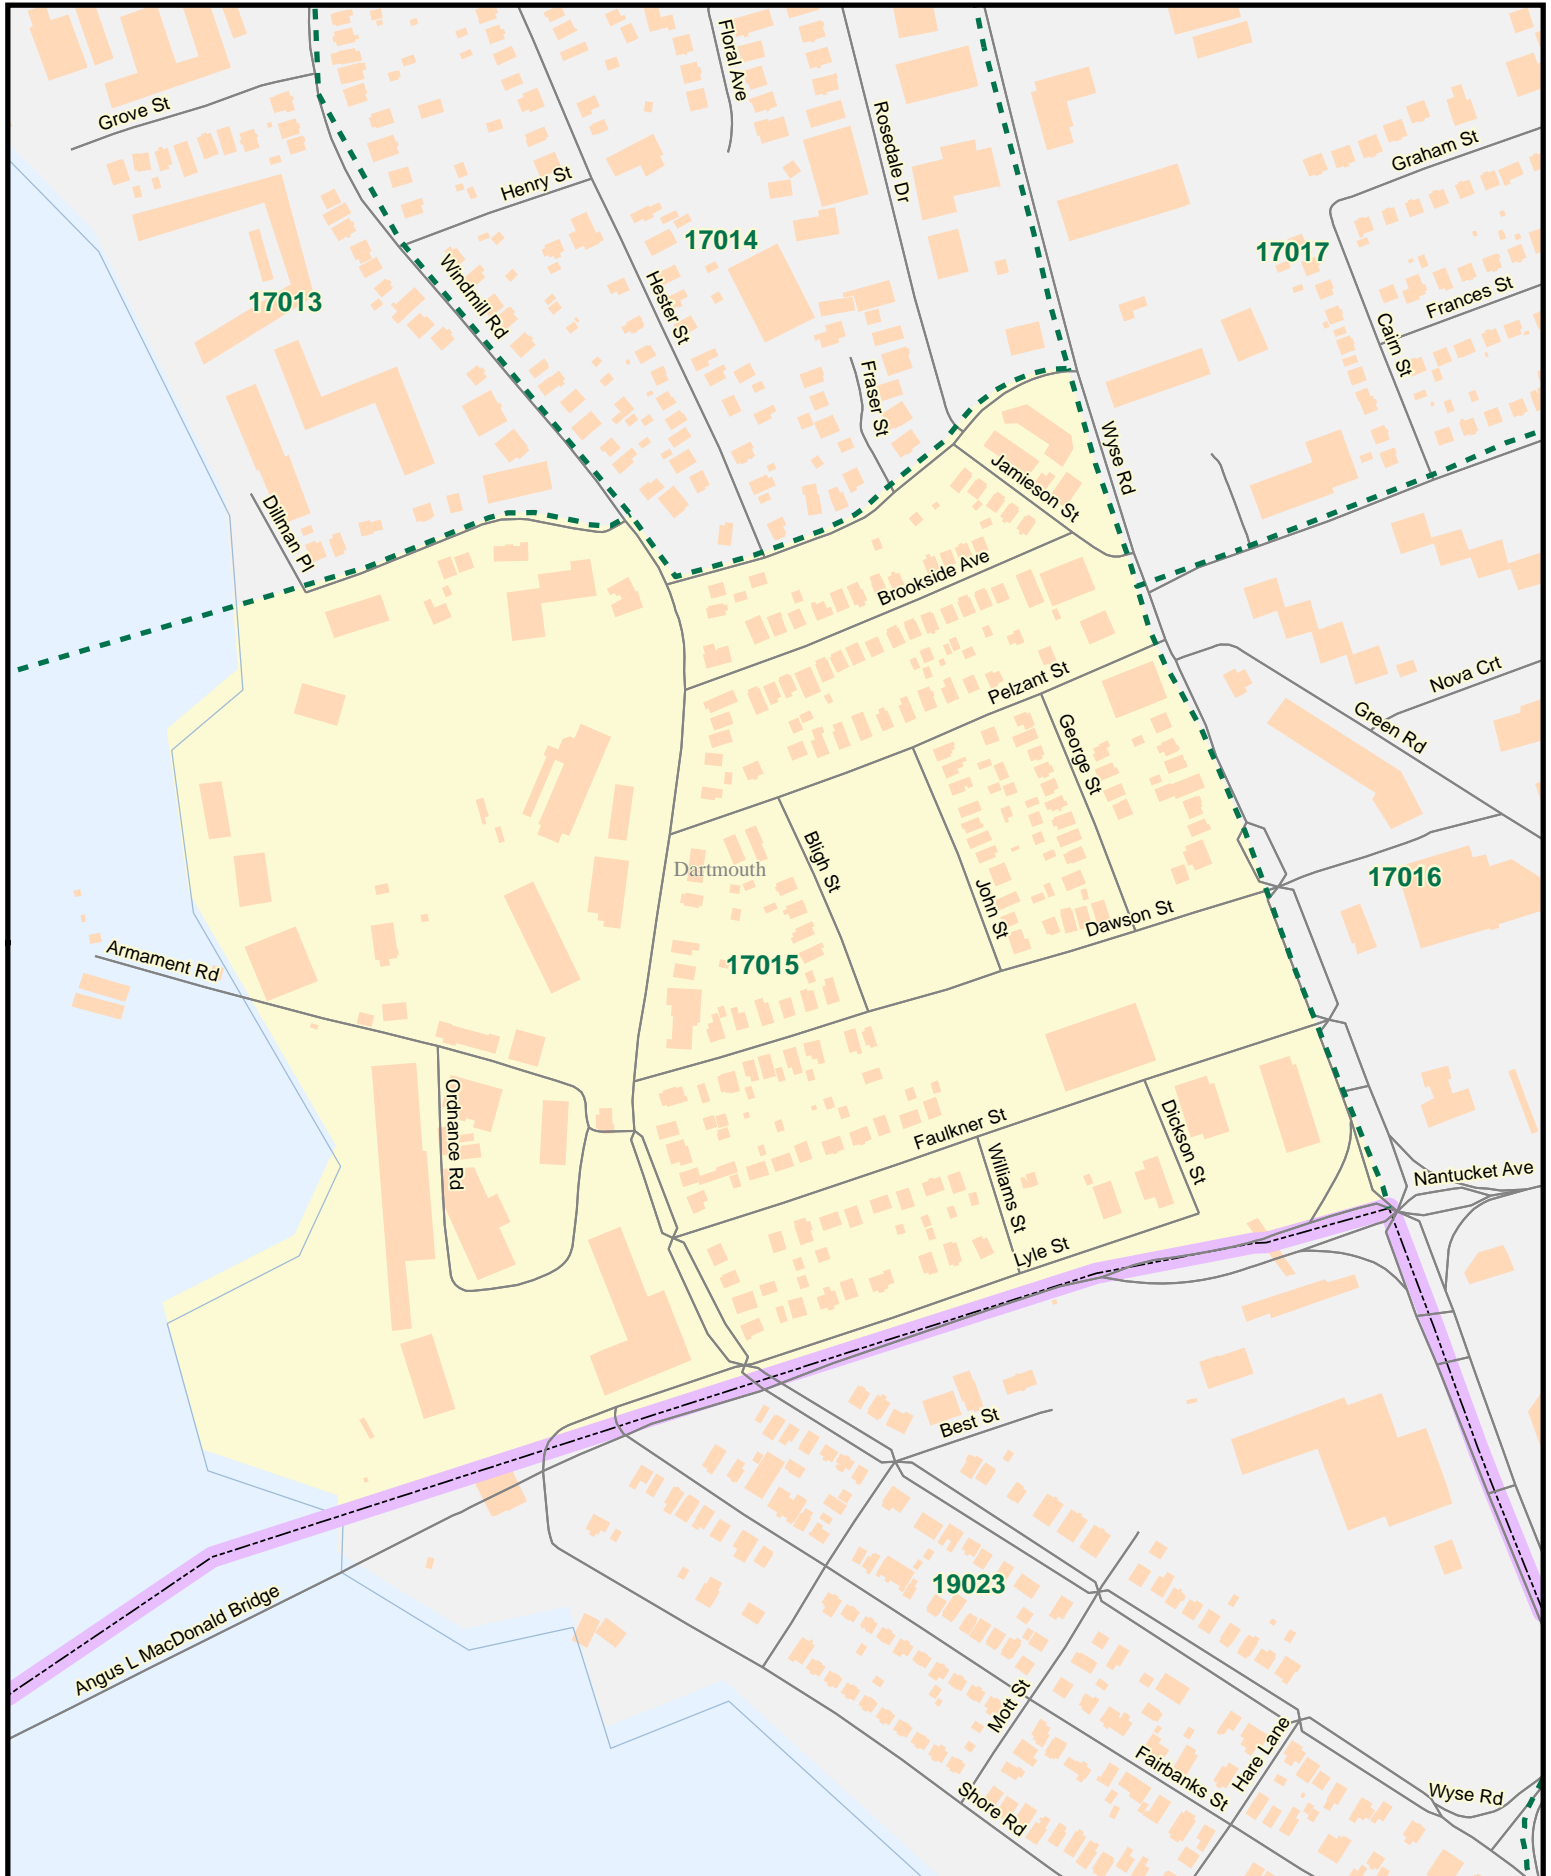 Grove St
Floral Ave
Rosedale Dr
Henry St
Graham St
17014
17017
17013
Windmill Rd
Hester St
Frances St
Cairn St
Fraser St
Wyse Rd
Jamieson St
Dillman Pl
Brookside Ave
Pelzant St
Nova Crt
George St
Green Rd
Bligh St
Dartmouth
17016
John St
Dawson St
17015
Armament Rd
Ordnance Rd
Faulkner St
Dickson St
Williams St
Nantucket Ave
Lyle St
Best St
19023
Angus L MacDonald Bridge
Mott St
Hare Lane
Fairbanks St
Shore Rd
Wyse Rd